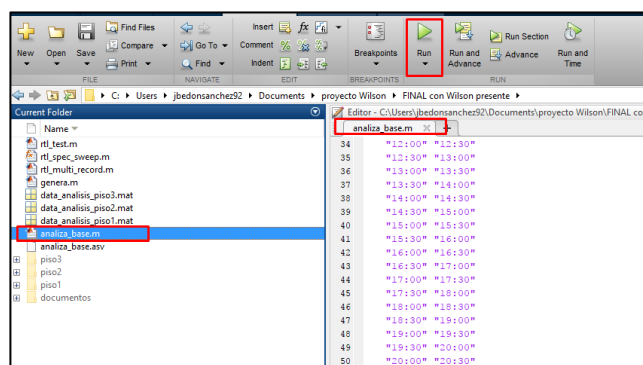 Find Files
Insert fx
New Open Save Compare Go To Comment Breakpoints Run Run and Advance Run Section Advance Run and Time
Print Find Indent
FILE NAVIGATE EDIT BREAKPOINTS RUN
C: Users jbedonsanchez92 Documents proyecto Wilson FINAL con Wilson presente
Current Folder
Name
rtl_test.m
rtl_spec_sweep.m
rtl_multi_record.m
genera.m
data_analisis_piso3.mat
data_analisis_piso2.mat
data_analisis_piso1.mat
analiza_base.m
analiza_base.asv
piso3
piso2
piso1
documentos
Editor - C:\Users\jbedonsanchez92\Documents\proyecto Wilson\FINAL co
analiza_base.m
34 "12:00" "12:30"
35 "12:30" "13:00"
36 "13:00" "13:30"
37 "13:30" "14:00"
38 "14:00" "14:30"
39 "14:30" "15:00"
40 "15:00" "15:30"
41 "15:30" "16:00"
42 "16:00" "16:30"
43 "16:30" "17:00"
44 "17:00" "17:30"
45 "17:30" "18:00"
46 "18:00" "18:30"
47 "18:30" "19:00"
48 "19:00" "19:30"
49 "19:30" "20:00"
50 "20:00" "20:30"